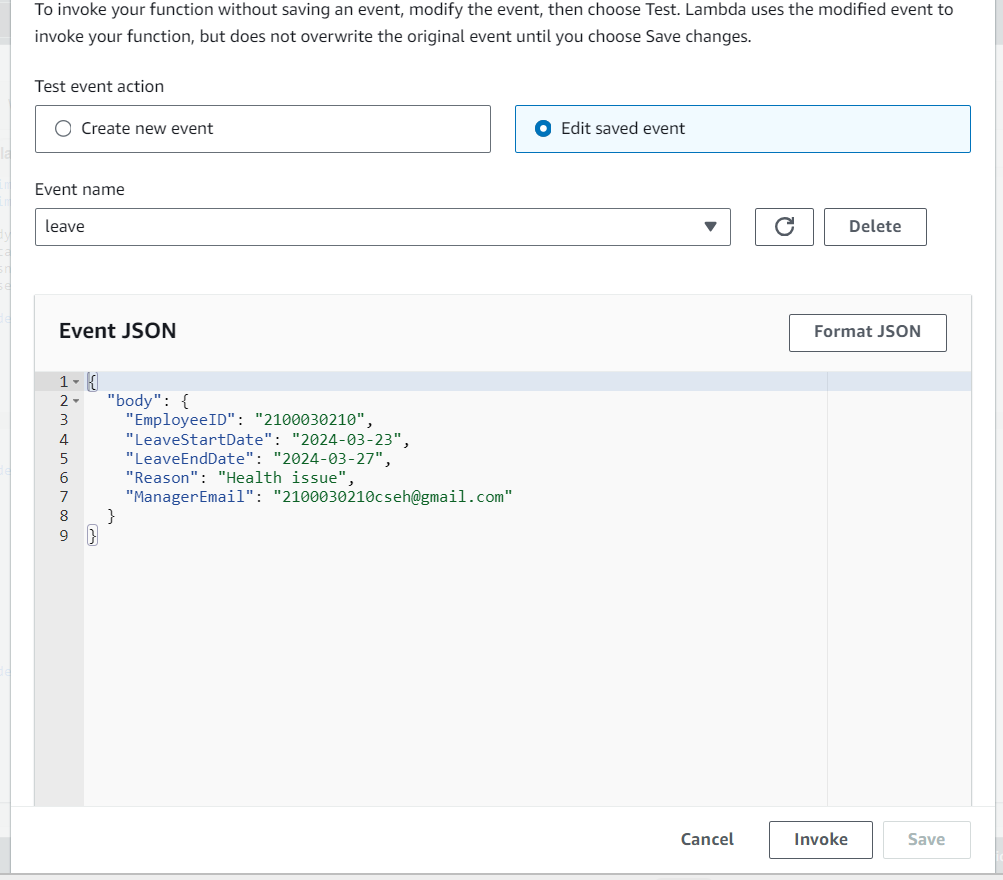 To invoke your function without saving an event, modify the event, then choose Test. Lambda uses the modified event to
invoke your function, but does not overwrite the original event until you choose Save changes.
Test event action
Create new event
Edit saved event
Event name
leave
Delete
Event JSON
Format JSON
1 {
2 "body": {
3 "EmployeeID": "2100030210",
4 "LeaveStartDate": "2024-03-23",
5 "LeaveEndDate": "2024-03-27",
6 "Reason": "Health issue",
7 "ManagerEmail": "2100030210cseh@gmail.com"
8 }
9 }
Cancel
Invoke
Save